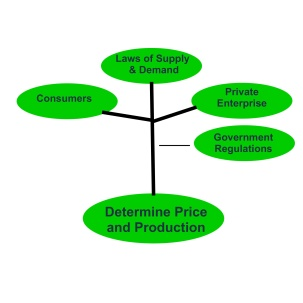 Laws of Supply
& Demand
Consumers
Private
Enterprise
Government
Regulations
Determine Price
and Production